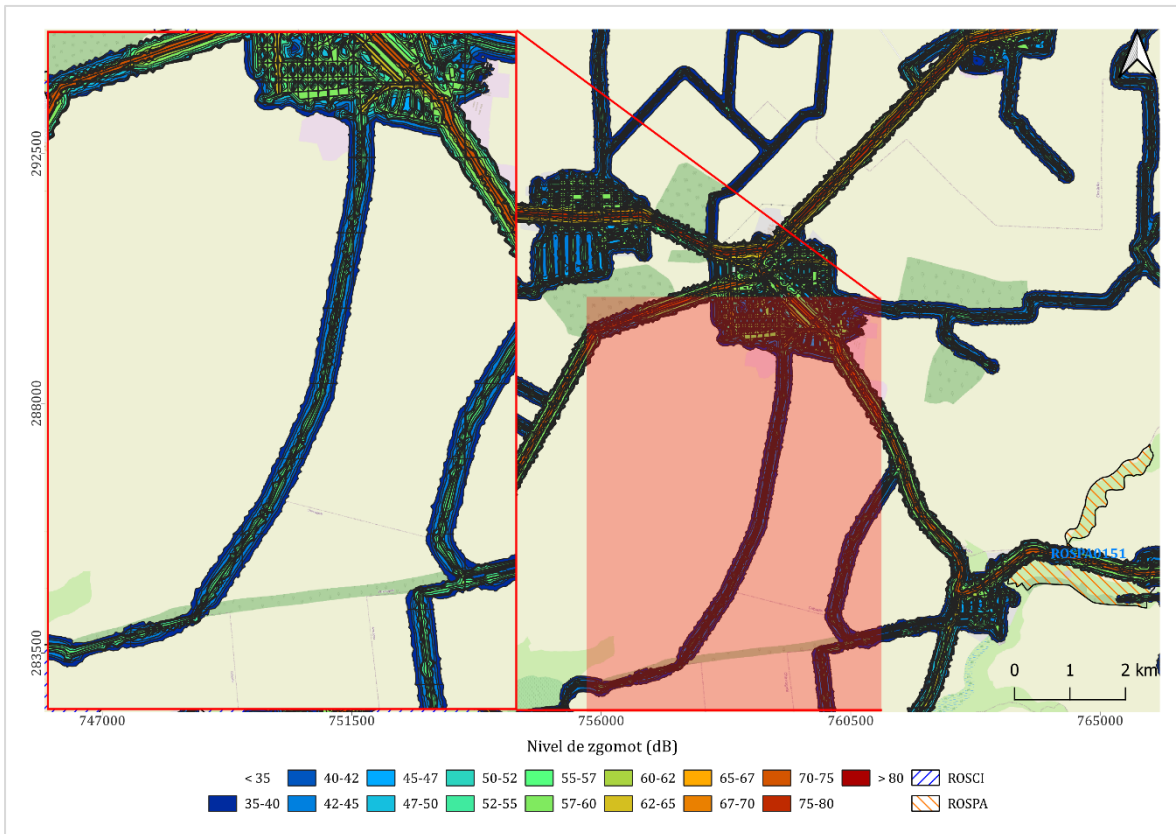 292500
288000
283500
ROSPA0151
0 1 2 km
747000 751500 756000 760500 765000
Nivel de zgomot (dB)
< 35 40-42 45-47 50-52 55-57 60-62 65-67 70-75 > 80 ROSCI
35-40 42-45 47-50 52-55 57-60 62-65 67-70 75-80 ROSPA